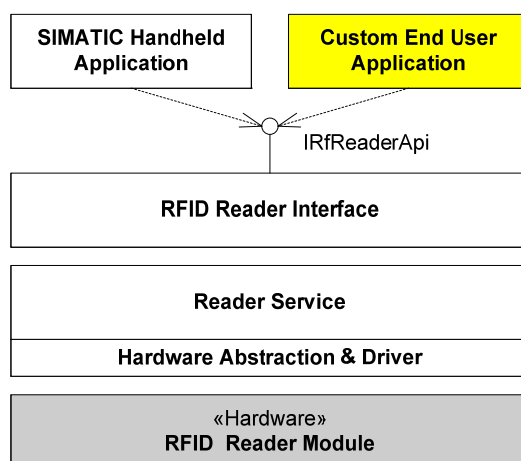 SIMATIC Handheld
Application
Custom End User
Application
IRfReaderApi
RFID Reader Interface
Reader Service
Hardware Abstraction & Driver
«Hardware»
RFID Reader Module